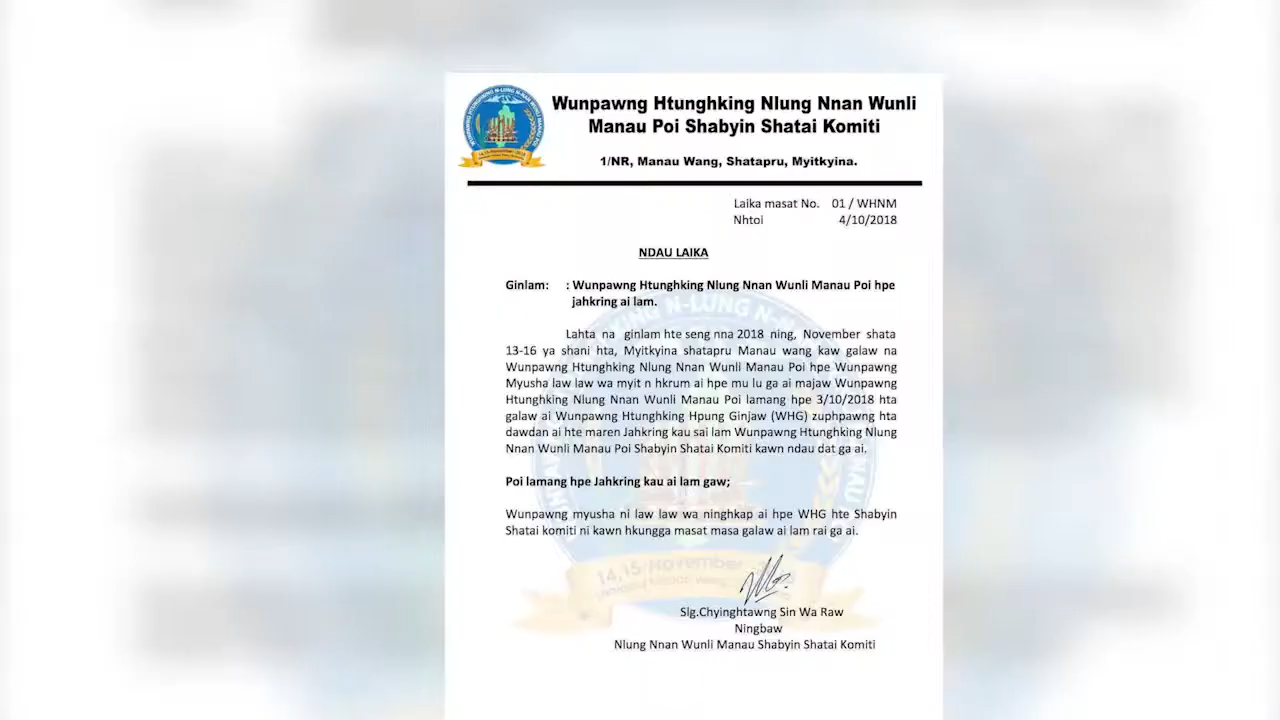 Wunpawng Htunghking Nlung Nnan Wunli
Manau Poi Shabyin Shatai Komiti
1/NR, Manau Wang, Shatapru, Myitkyina.
Laika masat No. 01 / WHNM
Nhtoi 4/10/2018
NDAU LAIKA
Ginlam: : Wunpawng Htunghking Nlung Nnan Wunli Manau Poi hpe
jahkring ai lam.
Lahta na ginlam hte seng nna 2018 ning, November shata
13-16 ya shani hta, Myitkyina shatapru Manau wang kaw galaw na
Wunpawng Htunghking Nlung Nnan Wunli Manau Poi hpe Wunpawng
Myusha law law wa myit n hkrum ai hpe mu lu ga ai majaw Wunpawng
Htunghking Nlung Nnan Wunli Manau Poi lamang hpe 3/10/2018 hta
galaw ai Wunpawng Htunghking Hpung Ginjaw (WHG) zuphpawng hta
dawdan ai hte maren Jahkring kau sai lam Wunpawng Htunghking Nlung
Nnan Wunli Manau Poi Shabyin Shatai Komiti kawn ndau dat ga ai.
Poi lamang hpe Jahkring kau ai lam gaw;
Wunpawng myusha ni law law wa ninghkap ai hpe WHG hte Shabyin
Shatai komiti ni kawn hkungga masat masa galaw ai lam rai ga ai.
14,15 November
Slg.Chyinghtawng Sin Wa Raw
Ningbaw
Nlung Nnan Wunli Manau Shabyin Shatai Komiti